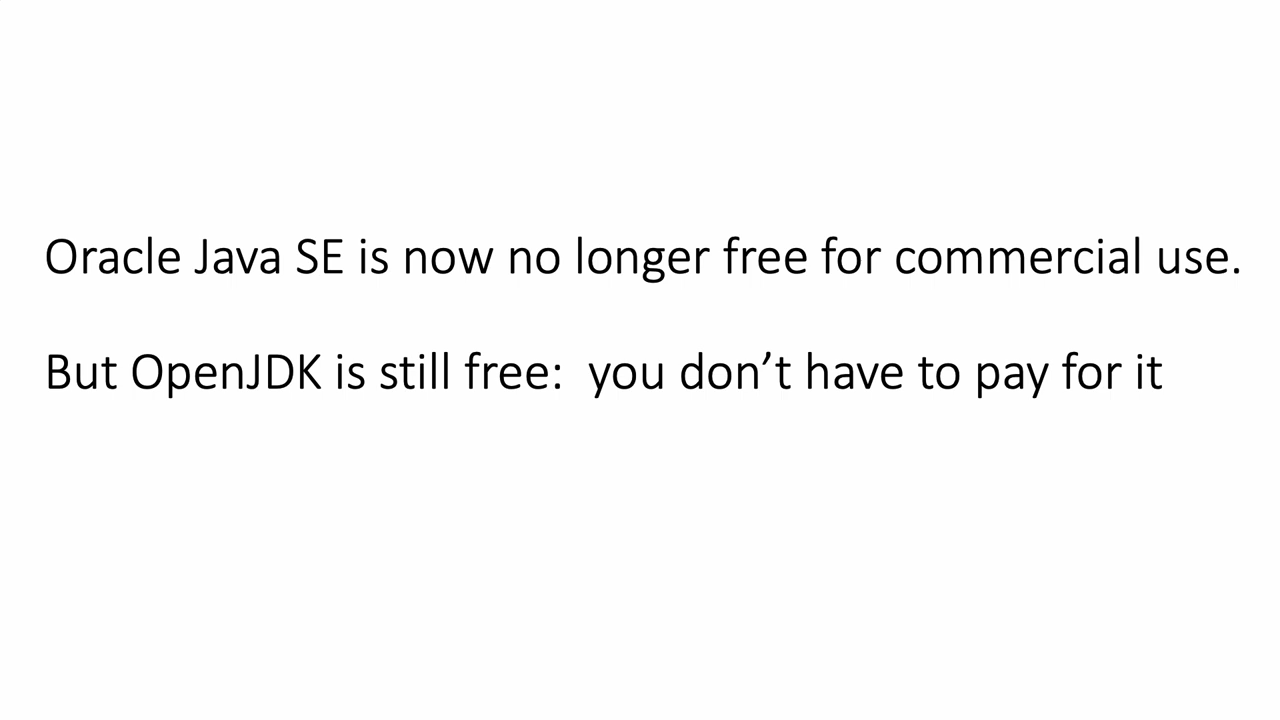 Oracle Java SE is now no longer free for commercial use.
But OpenJDK is still free:  you don’t have to pay for it